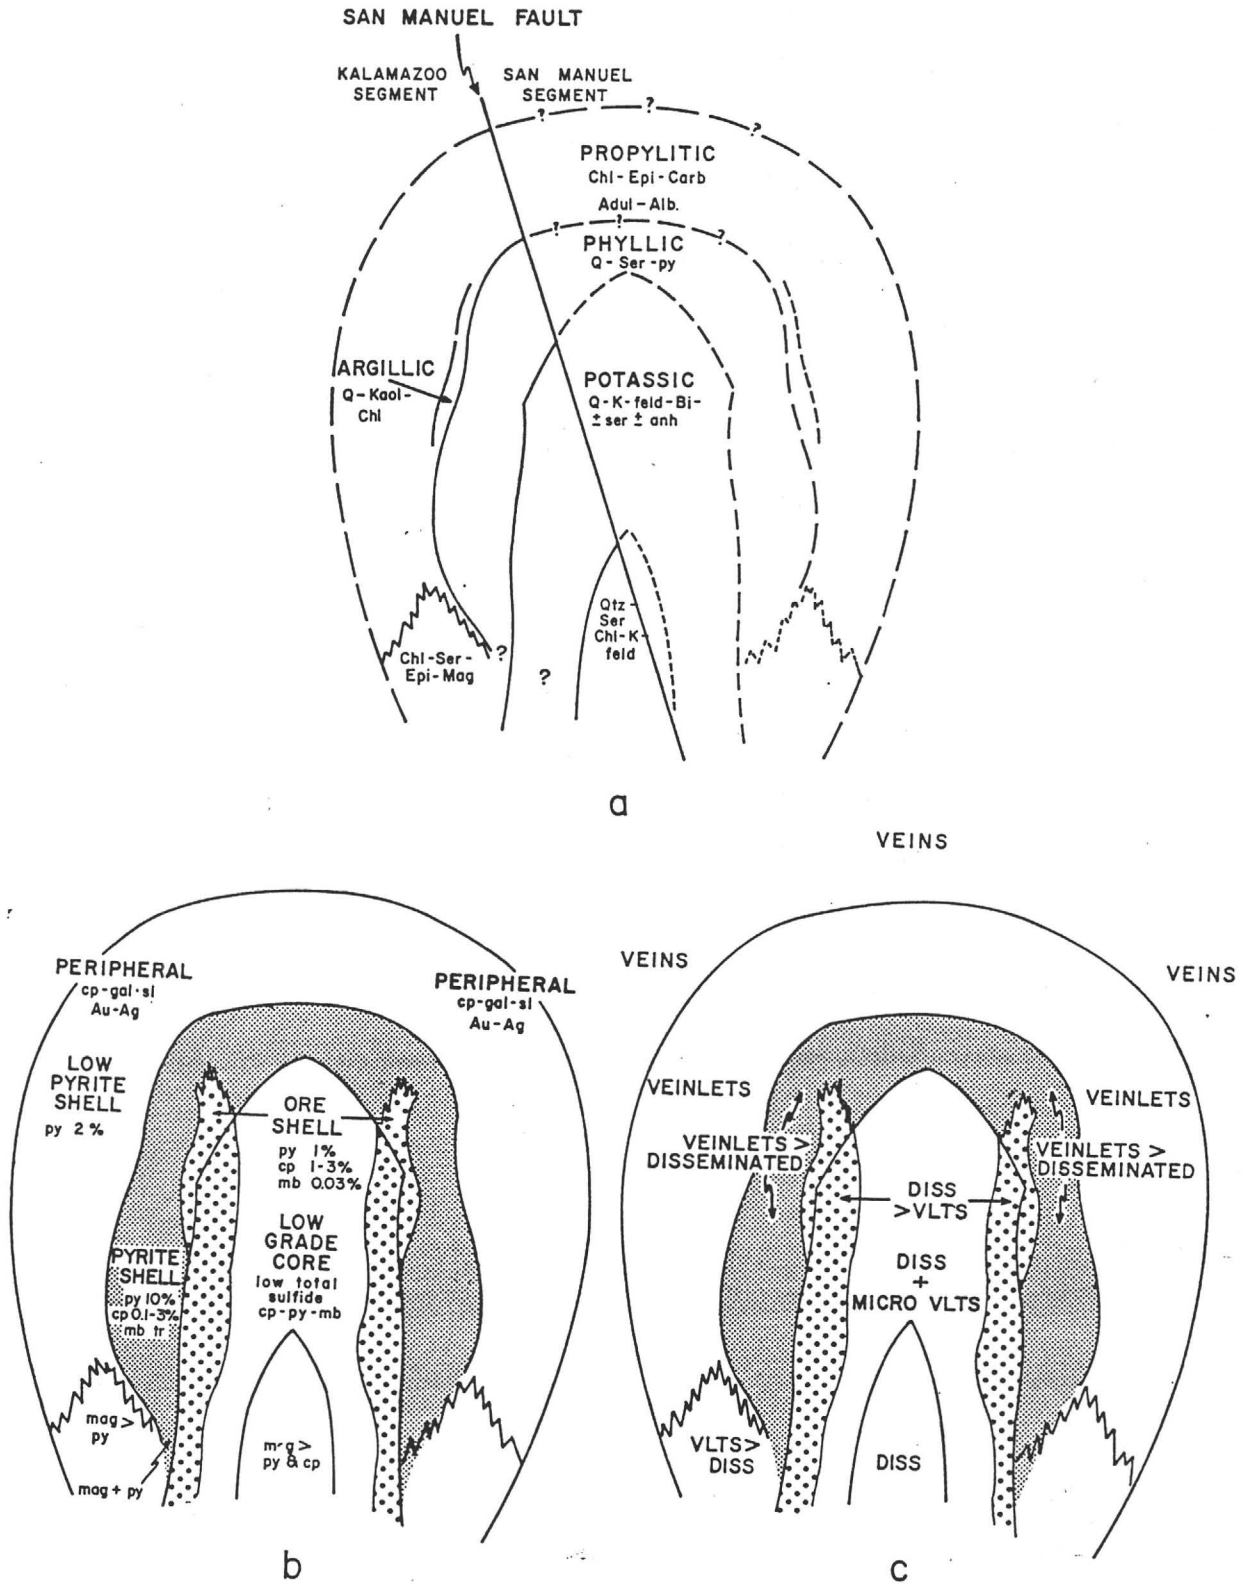 SAN MANUEL FAULT
KALAMAZOO
SEGMENT
SAN MANUEL
SEGMENT
?
?
?
PROPYLITIC
Chl-Epi-Carb
Adul-Alb.
?
?
?
PHYLLIC
Q-Ser-py
ARGILLIC
Q-Kaol-
Chl
POTASSIC
Q-K-feld-Bi-
± ser ± anh
Qtz-
Ser
Chl-K-
feld
Chl-Ser-
Epi-Mag
?
?
a
PERIPHERAL
cp-gal-sl
Au-Ag
PERIPHERAL
cp-gal-sl
Au-Ag
LOW
PYRITE
SHELL
py 2%
ORE
SHELL
py 1%
cp 1-3%
mb 0.03%
LOW
GRADE
CORE
low total
sulfide
cp-py-mb
PYRITE
SHELL
py 10%
cp 0.1-3%
mb tr
mag >
py
mag + py
mag >
py & cp
b
VEINS
VEINS
VEINS
VEINLETS
VEINLETS
VEINLETS >
DISSEMINATED
VEINLETS >
DISSEMINATED
DISS
>VLTS
DISS
+
MICRO VLTS
VLTS >
DISS
DISS
c